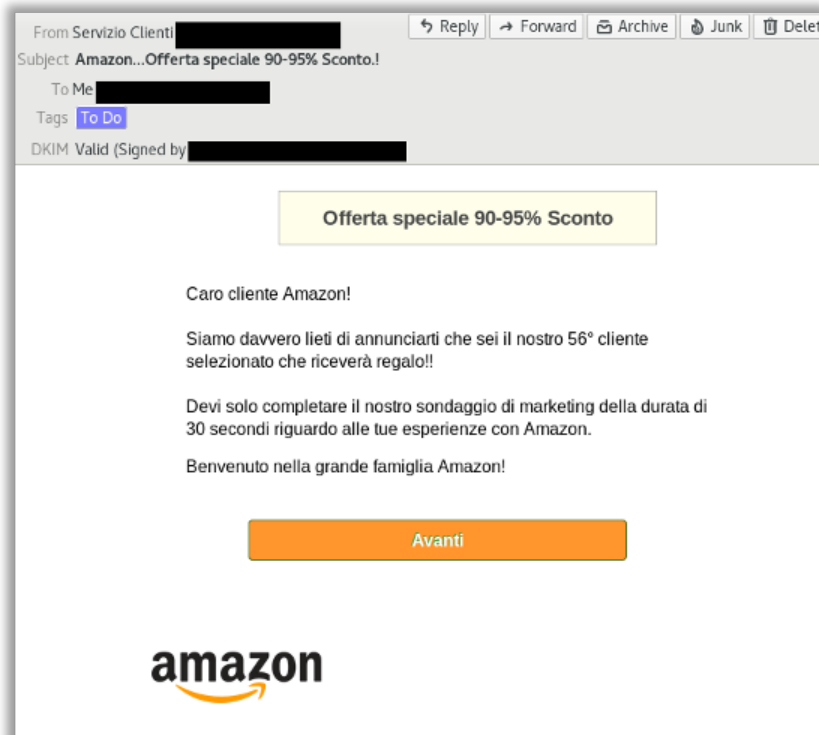 From Servizio Clienti
Reply Forward Archive Junk Delet
Subject Amazon...Offerta speciale 90-95% Sconto.!
To Me
Tags To Do
DKIM Valid (Signed by
Offerta speciale 90-95% Sconto
Caro cliente Amazon!
Siamo davvero lieti di annunciarti che sei il nostro 56° cliente
selezionato che riceverà regalo!!
Devi solo completare il nostro sondaggio di marketing della durata di
30 secondi riguardo alle tue esperienze con Amazon.
Benvenuto nella grande famiglia Amazon!
Avanti
amazon